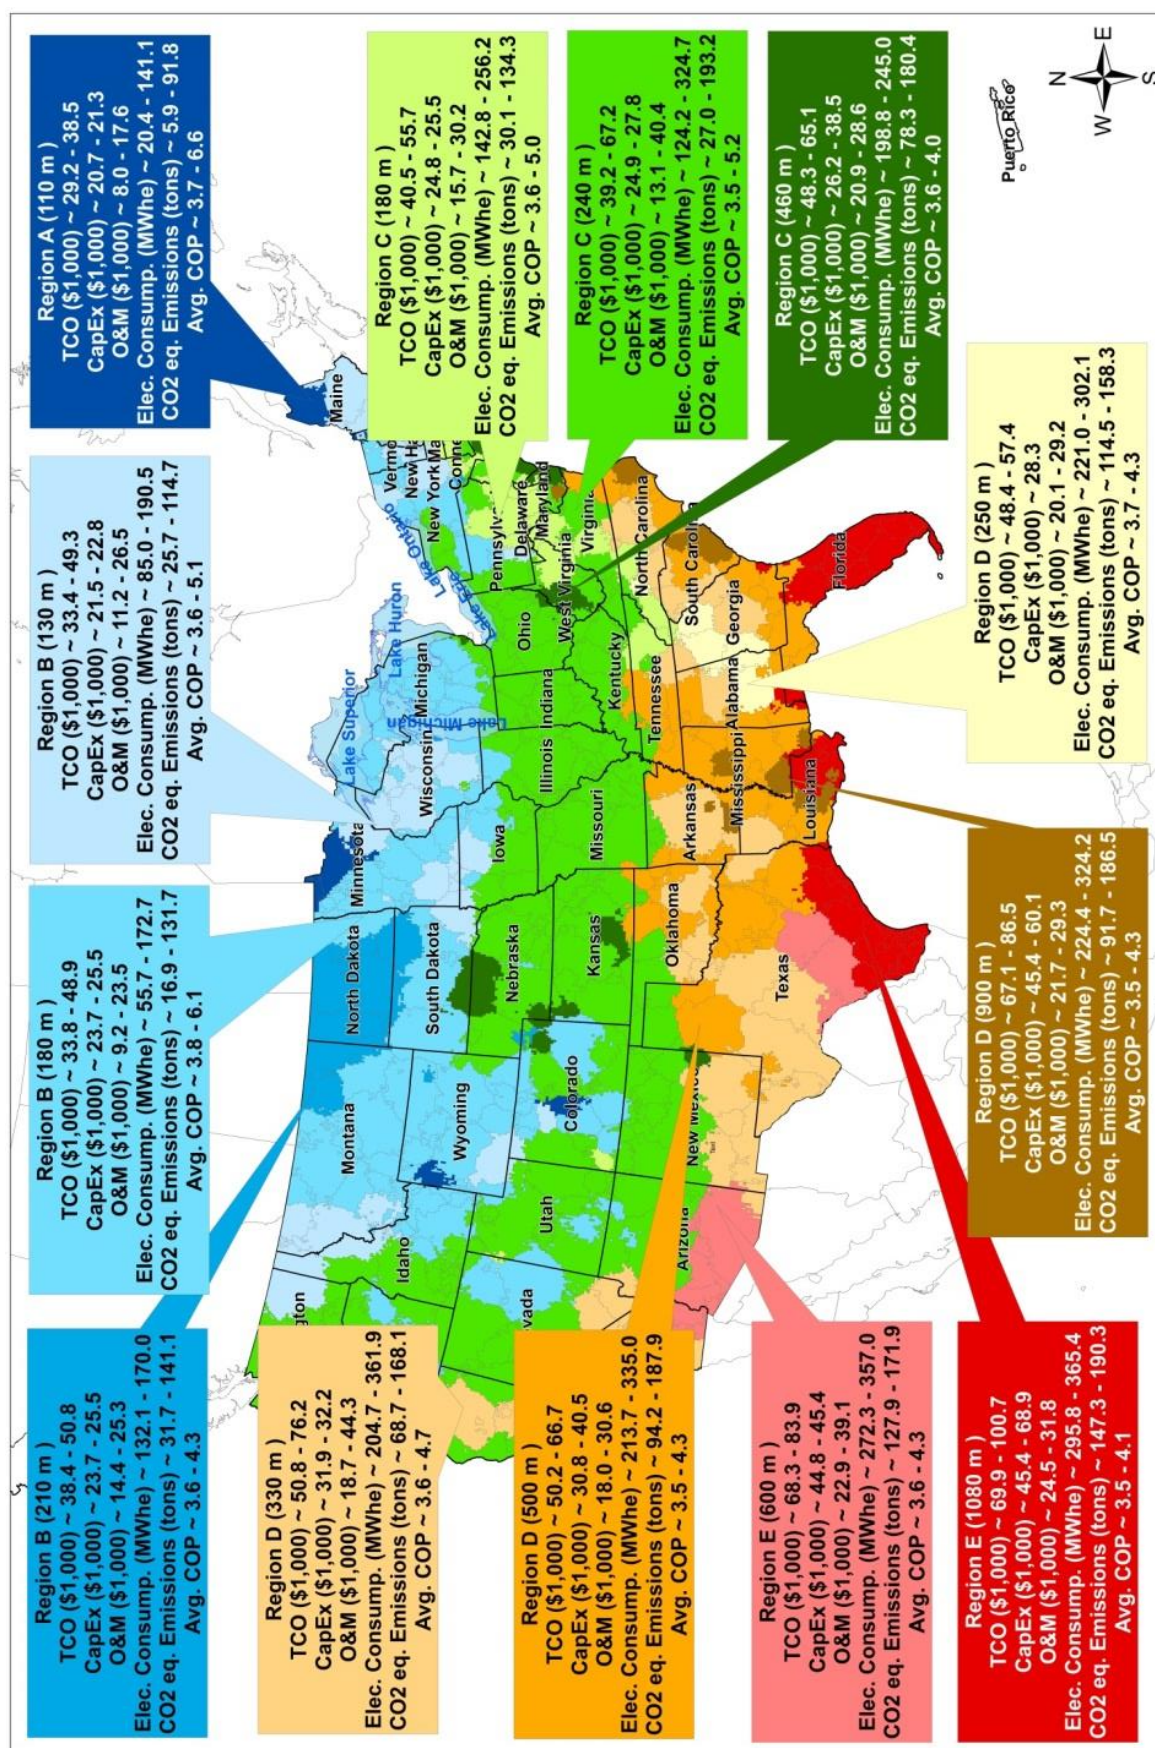 Region B (210 m )
TCO ($1,000) ~ 38.4 - 50.8
CapEx ($1,000) ~ 23.7 - 25.5
O&M ($1,000) ~ 14.4 - 25.3
Elec. Consump. (MWhe) ~ 132.1 - 170.0
CO2 eq. Emissions (tons) ~ 31.7 - 141.1
Avg. COP ~ 3.6 - 4.3
Region B (180 m )
TCO ($1,000) ~ 33.8 - 48.9
CapEx ($1,000) ~ 23.7 - 25.5
O&M ($1,000) ~ 9.2 - 23.5
Elec. Consump. (MWhe) ~ 55.7 - 172.7
CO2 eq. Emissions (tons) ~ 16.9 - 131.7
Avg. COP ~ 3.8 - 6.1
Region B (130 m )
TCO ($1,000) ~ 33.4 - 49.3
CapEx ($1,000) ~ 21.5 - 22.8
O&M ($1,000) ~ 11.2 - 26.5
Elec. Consump. (MWhe) ~ 85.0 - 190.5
CO2 eq. Emissions (tons) ~ 25.7 - 114.7
Avg. COP ~ 3.6 - 5.1
Region A (110 m )
TCO ($1,000) ~ 29.2 - 38.5
CapEx ($1,000) ~ 20.7 - 21.3
O&M ($1,000) ~ 8.0 - 17.6
Elec. Consump. (MWhe) ~ 20.4 - 141.1
CO2 eq. Emissions (tons) ~ 5.9 - 91.8
Avg. COP ~ 3.7 - 6.6
Region D (330 m )
TCO ($1,000) ~ 50.8 - 76.2
CapEx ($1,000) ~ 31.9 - 32.2
O&M ($1,000) ~ 18.7 - 44.3
Elec. Consump. (MWhe) ~ 204.7 - 361.9
CO2 eq. Emissions (tons) ~ 68.7 - 168.1
Avg. COP ~ 3.6 - 4.7
Region C (180 m)
TCO ($1,000) ~ 40.5 - 55.7
CapEx ($1,000) ~ 24.8 - 25.5
O&M ($1,000) ~ 15.7 - 30.2
Elec. Consump. (MWhe) ~ 142.8 - 256.2
CO2 eq. Emissions (tons) ~ 30.1 - 134.3
Avg. COP ~ 3.6 - 5.0
Region D (500 m )
TCO ($1,000) ~ 50.2 - 66.7
CapEx ($1,000) ~ 30.8 - 40.5
O&M ($1,000) ~ 18.0 - 30.6
Elec. Consump. (MWhe) ~ 213.7 - 335.0
CO2 eq. Emissions (tons) ~ 94.2 - 187.9
Avg. COP ~ 3.5 - 4.3
Region C (240 m)
TCO ($1,000) ~ 39.2 - 67.2
CapEx ($1,000) ~ 24.9 - 27.8
O&M ($1,000) ~ 13.1 - 40.4
Elec. Consump. (MWhe) ~ 124.2 - 324.7
CO2 eq. Emissions (tons) ~ 27.0 - 193.2
Avg. COP ~ 3.5 - 5.2
Region E (600 m )
TCO ($1,000) ~ 68.3 - 83.9
CapEx ($1,000) ~ 44.8 - 45.4
O&M ($1,000) ~ 22.9 - 39.1
Elec. Consump. (MWhe) ~ 272.3 - 357.0
CO2 eq. Emissions (tons) ~ 127.9 - 171.9
Avg. COP ~ 3.6 - 4.3
Region C (460 m)
TCO ($1,000) ~ 48.3 - 65.1
CapEx ($1,000) ~ 26.2 - 38.5
O&M ($1,000) ~ 20.9 - 28.6
Elec. Consump. (MWhe) ~ 198.8 - 245.0
CO2 eq. Emissions (tons) ~ 78.3 - 180.4
Avg. COP ~ 3.6 - 4.0
Region E (1080 m)
TCO ($1,000) ~ 69.9 - 100.7
CapEx ($1,000) ~ 45.4 - 68.9
O&M ($1,000) ~ 24.5 - 31.8
Elec. Consump. (MWhe) ~ 295.8 - 365.4
CO2 eq. Emissions (tons) ~ 147.3 - 190.3
Avg. COP ~ 3.5 - 4.1
Region D (900 m )
TCO ($1,000) ~ 67.1 - 86.5
CapEx ($1,000) ~ 45.4 - 60.1
O&M ($1,000) ~ 21.7 - 29.3
Elec. Consump. (MWhe) ~ 224.4 - 324.2
CO2 eq. Emissions (tons) ~ 91.7 - 186.5
Avg. COP ~ 3.5 - 4.3
Region D (250 m )
TCO ($1,000) ~ 48.4 - 57.4
CapEx ($1,000) ~ 28.3
O&M ($1,000) ~ 20.1 - 29.2
Elec. Consump. (MWhe) ~ 221.0 - 302.1
CO2 eq. Emissions (tons) ~ 114.5 - 158.3
Avg. COP ~ 3.7 - 4.3
gton
Montana
North Dakota
Minnesota
Lake Superior
Maine
Idaho
Wyoming
South Dakota
Wisconsin
Michigan
Lake Huron
Lake Michigan
Lake Ontario
Lake Erie
Vermo
New Ha
New York
Ma
Conne
vada
Utah
Colorado
Nebraska
Iowa
Illinois
Indiana
Ohio
Pennsylv
Delaware
Maryland
Kansas
Missouri
Kentucky
West Virginia
Virginia
Arizona
New Mexico
Oklahoma
Arkansas
Tennessee
North Carolina
South Carolina
Texas
Louisiana
Mississippi
Alabama
Georgia
Florida
Puerto Rico
N
W
E
S